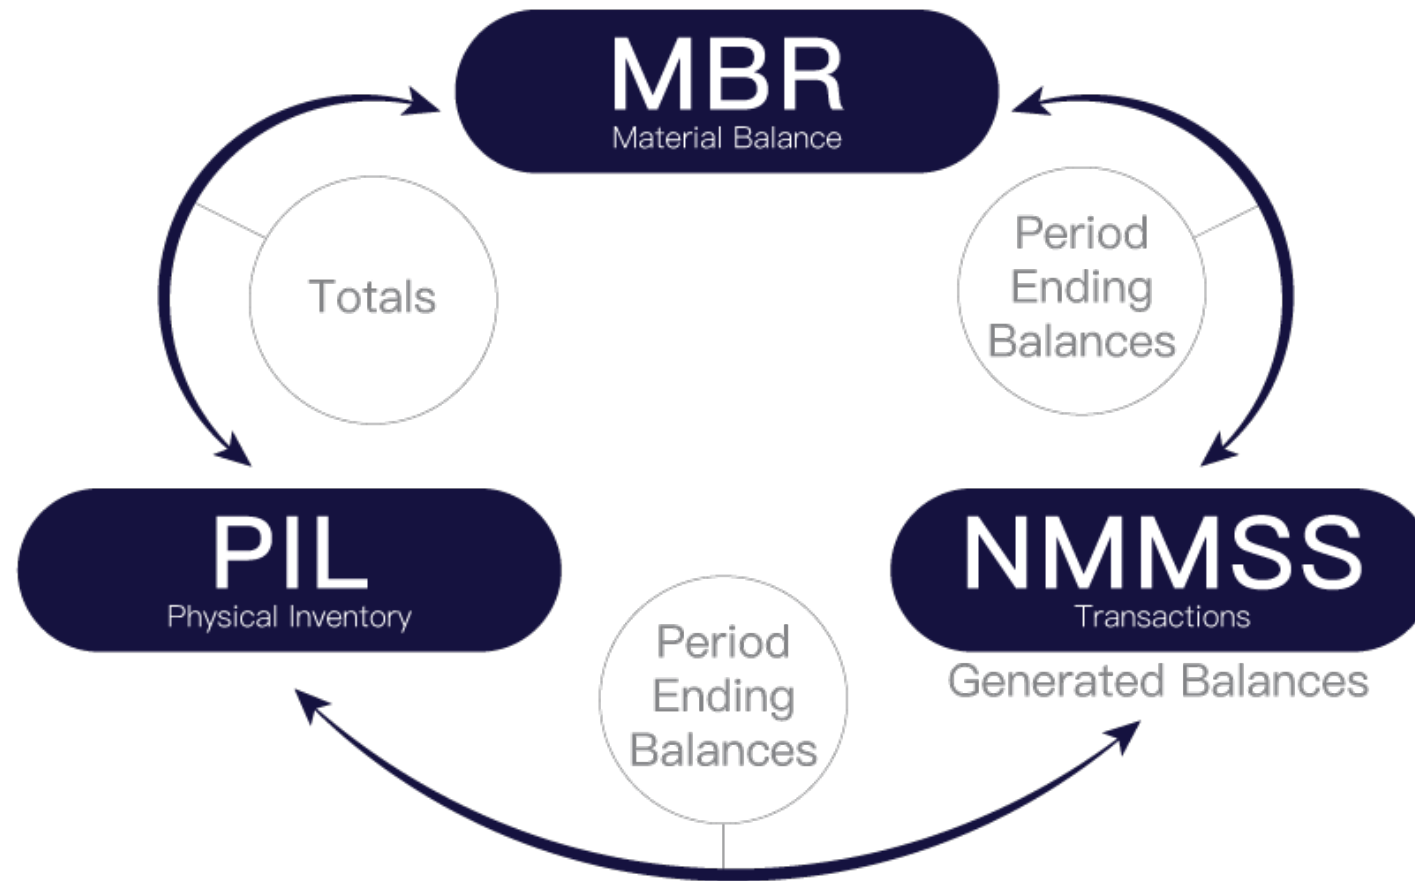 MBR
Material Balance
Totals
Period
Ending
Balances
PIL
Physical Inventory
NMMSS
Transactions
Generated Balances
Period
Ending
Balances